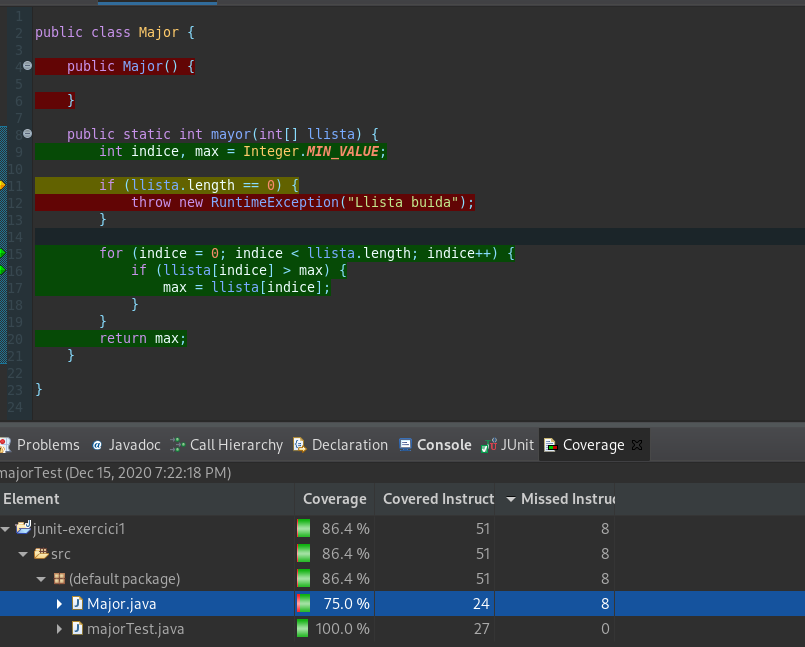 1
2 public class Major {
3
4 public Major() {
5
6 }
7
8 public static int mayor(int[] llista) {
9 int indice, max = Integer.MIN_VALUE;
10
11 if (llista.length == 0) {
12 throw new RuntimeException("Llista buida");
13 }
14
15 for (indice = 0; indice < llista.length; indice++) {
16 if (llista[indice] > max) {
17 max = llista[indice];
18 }
19 }
20 return max;
21 }
22
23 }
24
Problems Javadoc Call Hierarchy Declaration Console JUnit Coverage
majorTest (Dec 15, 2020 7:22:18 PM)
Element Coverage Covered Instruct Missed Instru
junit-exercici1 86.4 % 51 8
src 86.4 % 51 8
(default package) 86.4 % 51 8
Major.java 75.0 % 24 8
majorTest.java 100.0 % 27 0